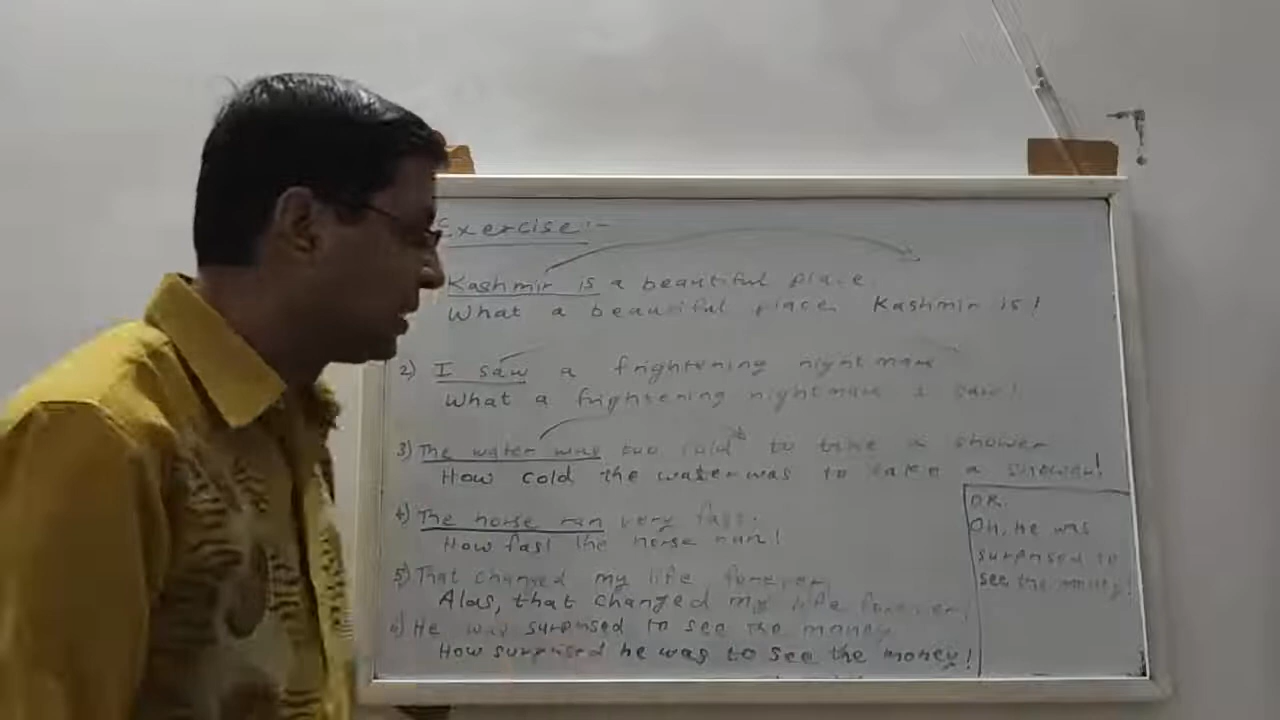 Exercise:-
Kashmir is a beautiful place.
What a beautiful place Kashmir is!
2) I saw a frightening nightmare
What a frightening nightmare I saw!
3) The water was too cold to take a shower
How cold the water was to take a shower!
4) The horse ran very fast.
How fast the horse ran!
5) That changed my life forever.
Alas, that changed my life forever!
6) He was surprised to see the money.
How surprised he was to see the money!
OR.
Oh, he was
surprised to
see the money!